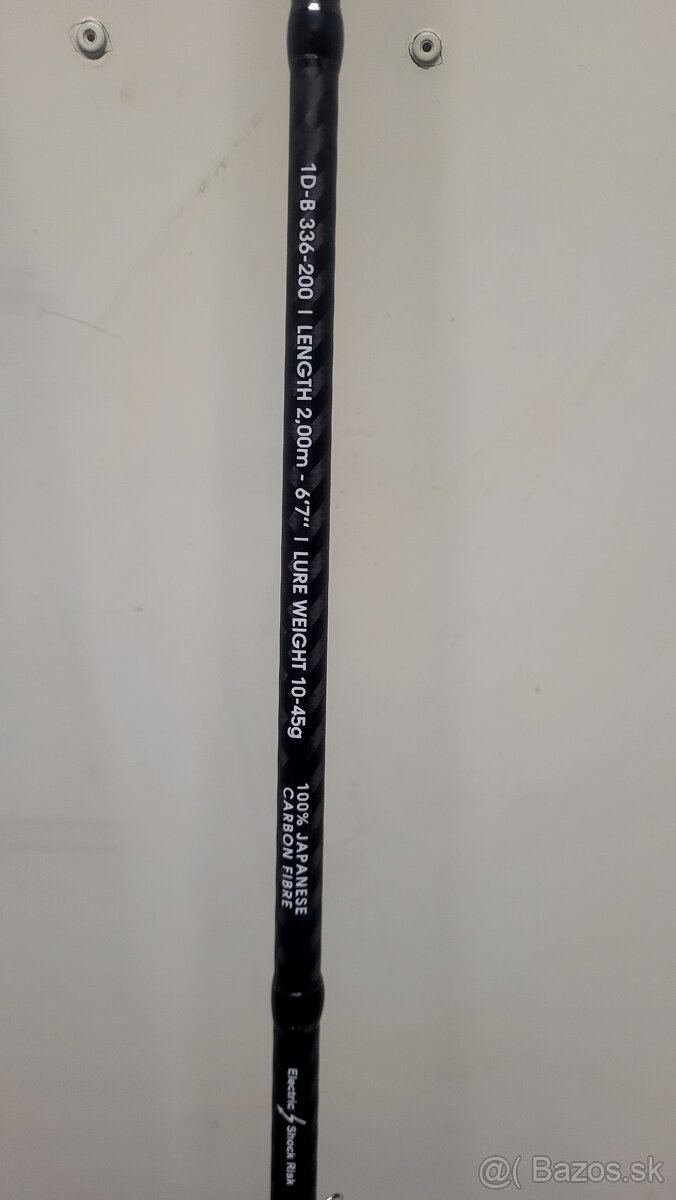 1D-B 336-200 | LENGTH 2,00m - 6'7“ | LURE WEIGHT 10-45g
100% JAPANESE
CARBON FIBRE
Electric Shock Risk
@( Bazos.sk